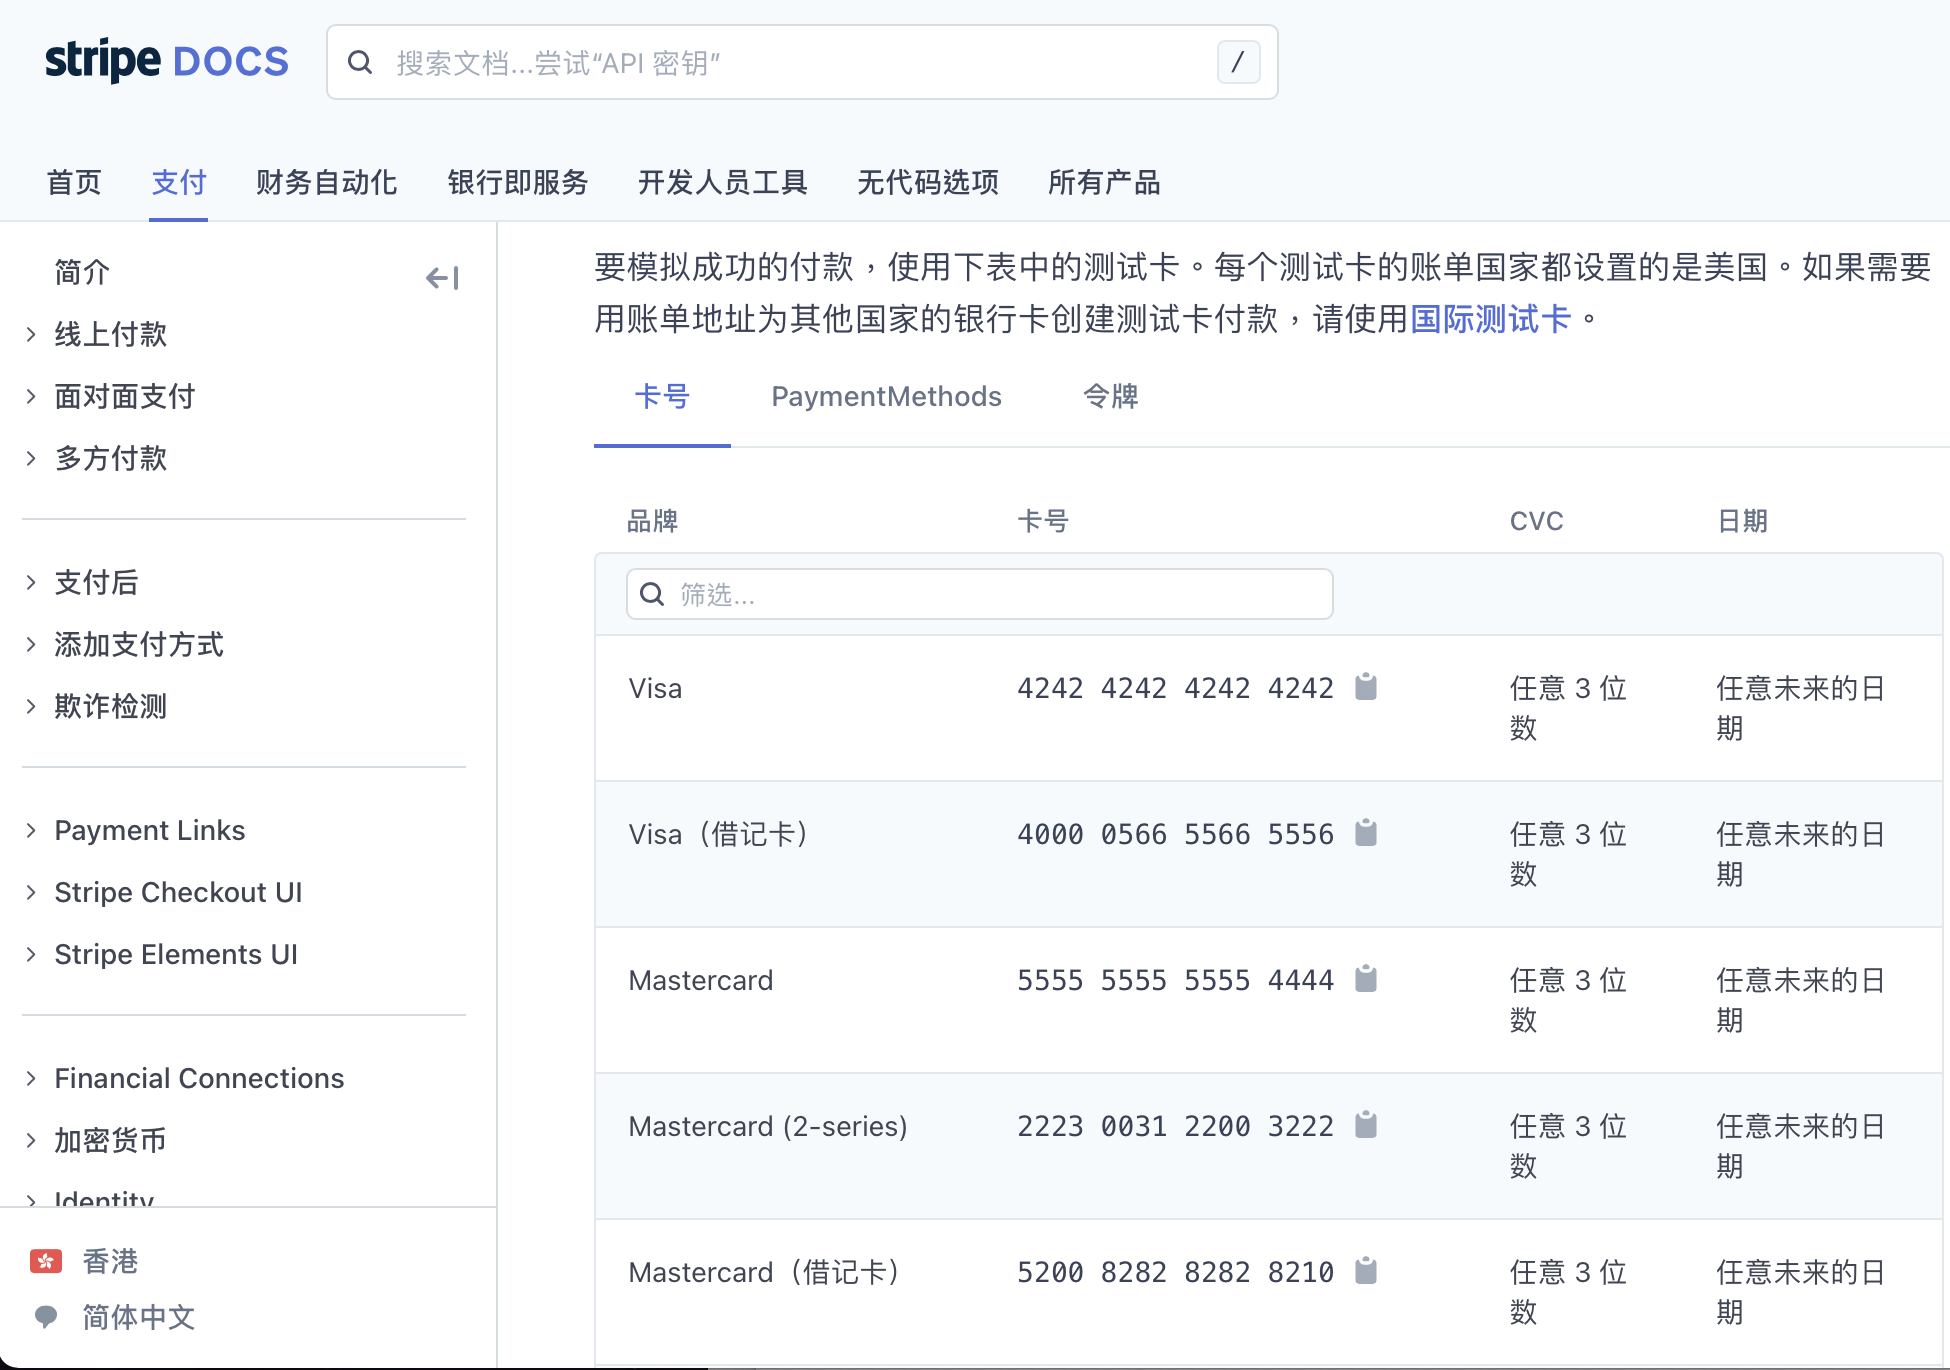 stripe DOCS
搜索文档...尝试“API 密钥”
/
首页 支付 财务自动化 银行即服务 开发人员工具 无代码选项 所有产品
简介
线上付款
面对面支付
多方付款
支付后
添加支付方式
欺诈检测
Payment Links
Stripe Checkout UI
Stripe Elements UI
Financial Connections
加密货币
Identity
香港
简体中文
要模拟成功的付款，使用下表中的测试卡。每个测试卡的账单国家都设置的是美国。如果需要
用账单地址为其他国家的银行卡创建测试卡付款，请使用国际测试卡。
卡号 PaymentMethods 令牌
品牌 卡号 CVC 日期
筛选...
Visa 4242 4242 4242 4242 任意 3 位 任意未来的日
数 期
Visa（借记卡） 4000 0566 5566 5556 任意 3 位 任意未来的日
数 期
Mastercard 5555 5555 5555 4444 任意 3 位 任意未来的日
数 期
Mastercard (2-series) 2223 0031 2200 3222 任意 3 位 任意未来的日
数 期
Mastercard（借记卡） 5200 8282 8282 8210 任意 3 位 任意未来的日
数 期